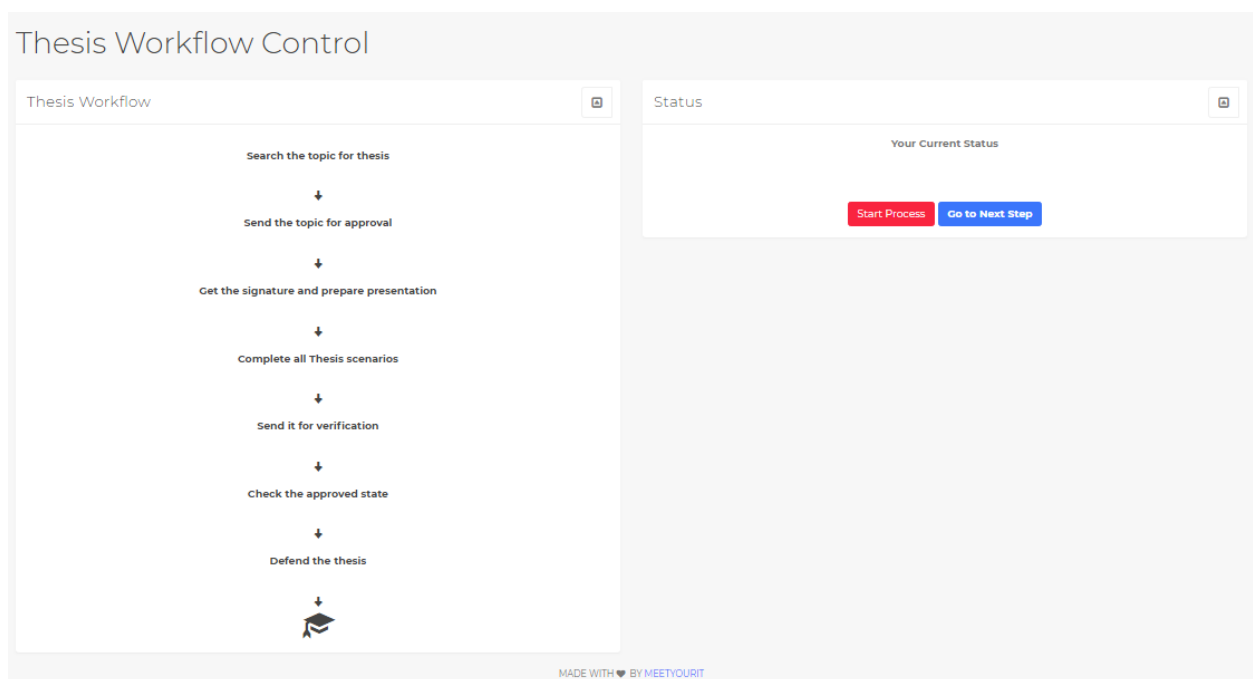 Thesis Workflow Control
Thesis Workflow
Search the topic for thesis
Send the topic for approval
Get the signature and prepare presentation
Complete all Thesis scenarios
Send it for verification
Check the approved state
Defend the thesis
Status
Your Current Status
Start Process Go to Next Step
MADE WITH BY MEETYOURIT